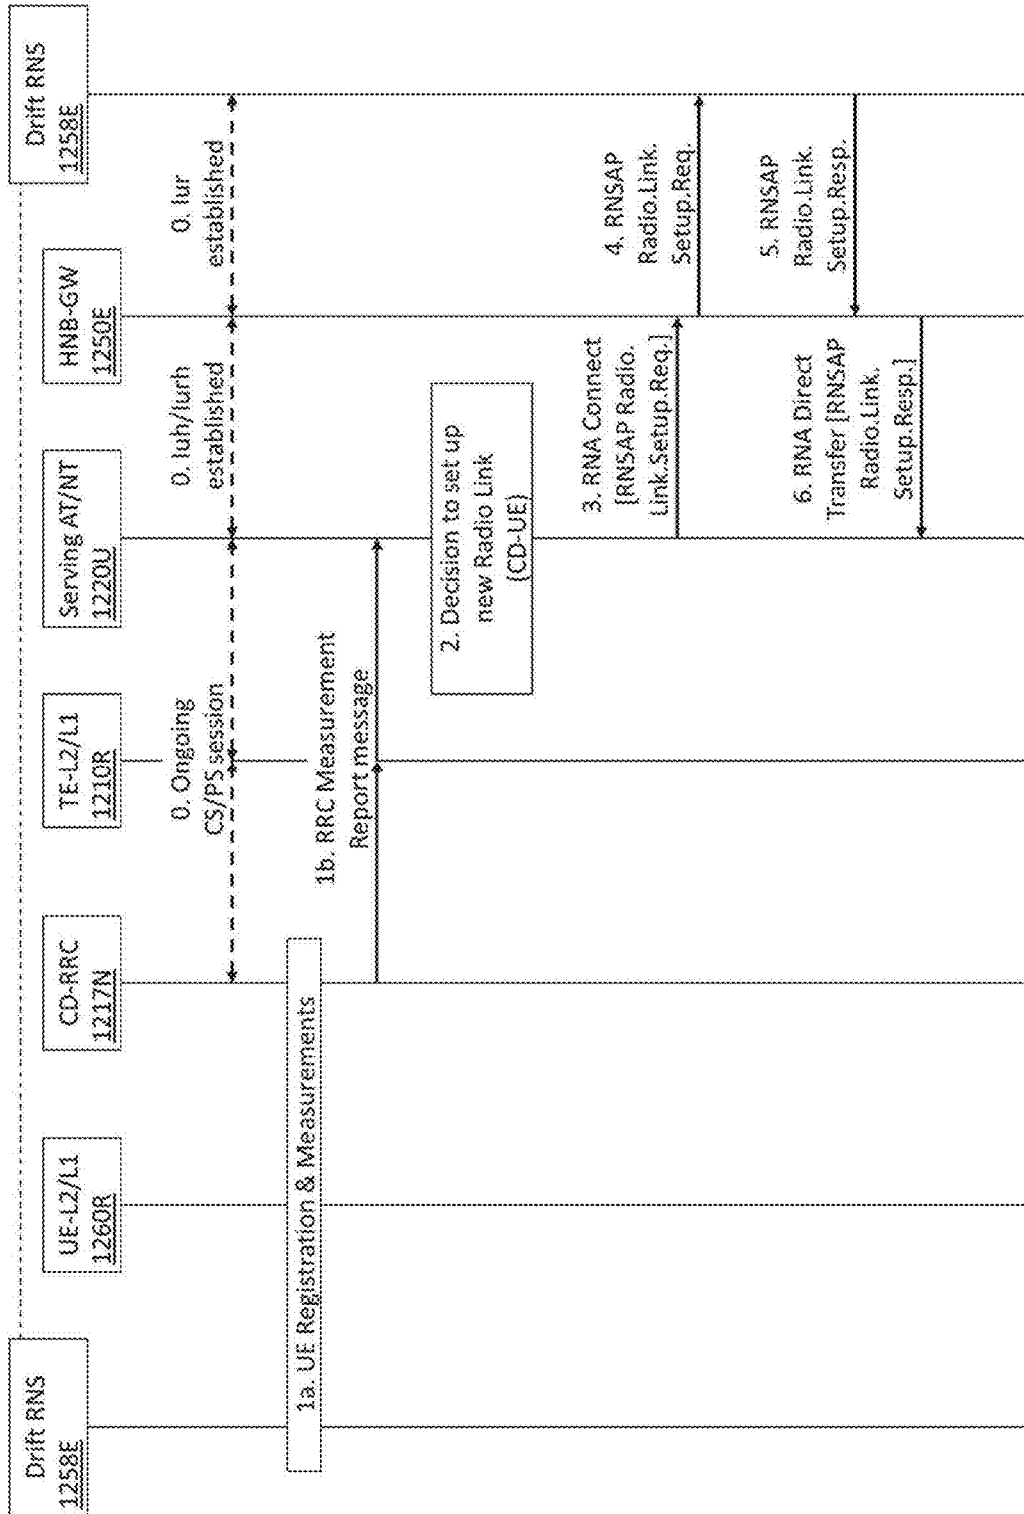 Drift RNS
1258E
UE-L2/L1
1260R
CD-RRC
1217N
TE-L2/L1
1210R
Serving AT/NT
1220U
HNB-GW
1250E
Drift RNS
1258E
0. Ongoing
CS/PS session
0. Iuh/Iurh
established
0. Iur
established
1a. UE Registration & Measurements
1b. RRC Measurement
Report message
2. Decision to set up
new Radio Link
(CD-UE)
3. RNA Connect
[RNSAP Radio.
Link.Setup.Req.]
4. RNSAP
Radio.Link.
Setup.Req.
5. RNSAP
Radio.Link.
Setup.Resp.
6. RNA Direct
Transfer [RNSAP
Radio.Link.
Setup.Resp.]